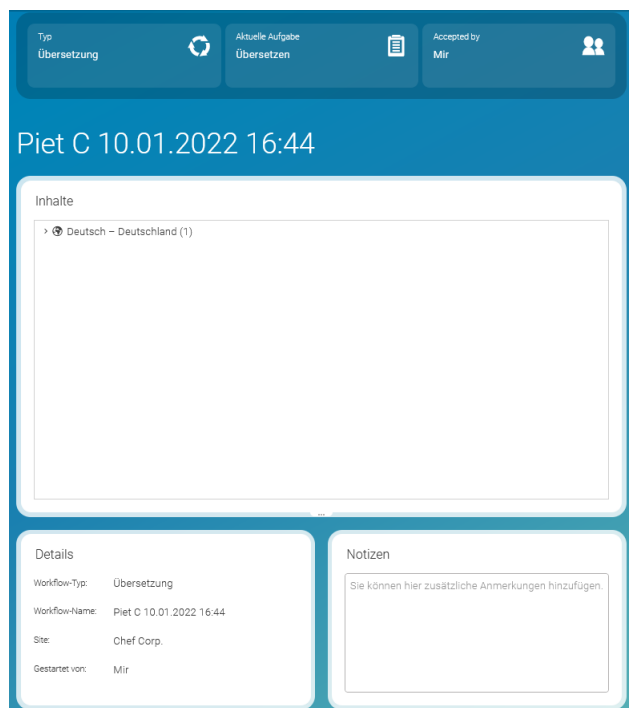 Typ
Übersetzung
Aktuelle Aufgabe
Übersetzen
Accepted by
Mir
Piet C 10.01.2022 16:44
Inhalte
> Deutsch – Deutschland (1)
...
Details
Workflow-Typ: Übersetzung
Workflow-Name: Piet C 10.01.2022 16:44
Site: Chef Corp.
Gestartet von: Mir
Notizen
Sie können hier zusätzliche Anmerkungen hinzufügen.